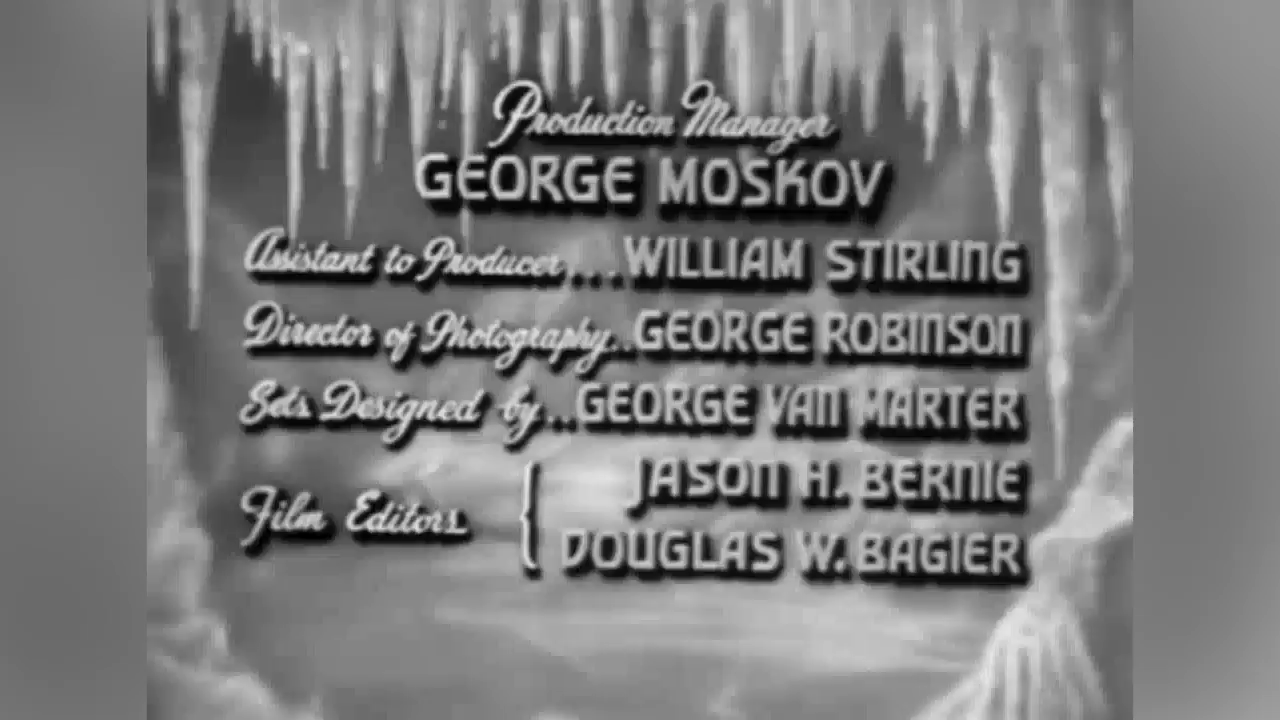 Production Manager
GEORGE MOSKOV
Assistant to Producer...WILLIAM STIRLING
Director of Photography..GEORGE ROBINSON
Sets Designed by...GEORGE VAN MARTER
Film Editors { JASON H. BERNIE
DOUGLAS W. BAGIER